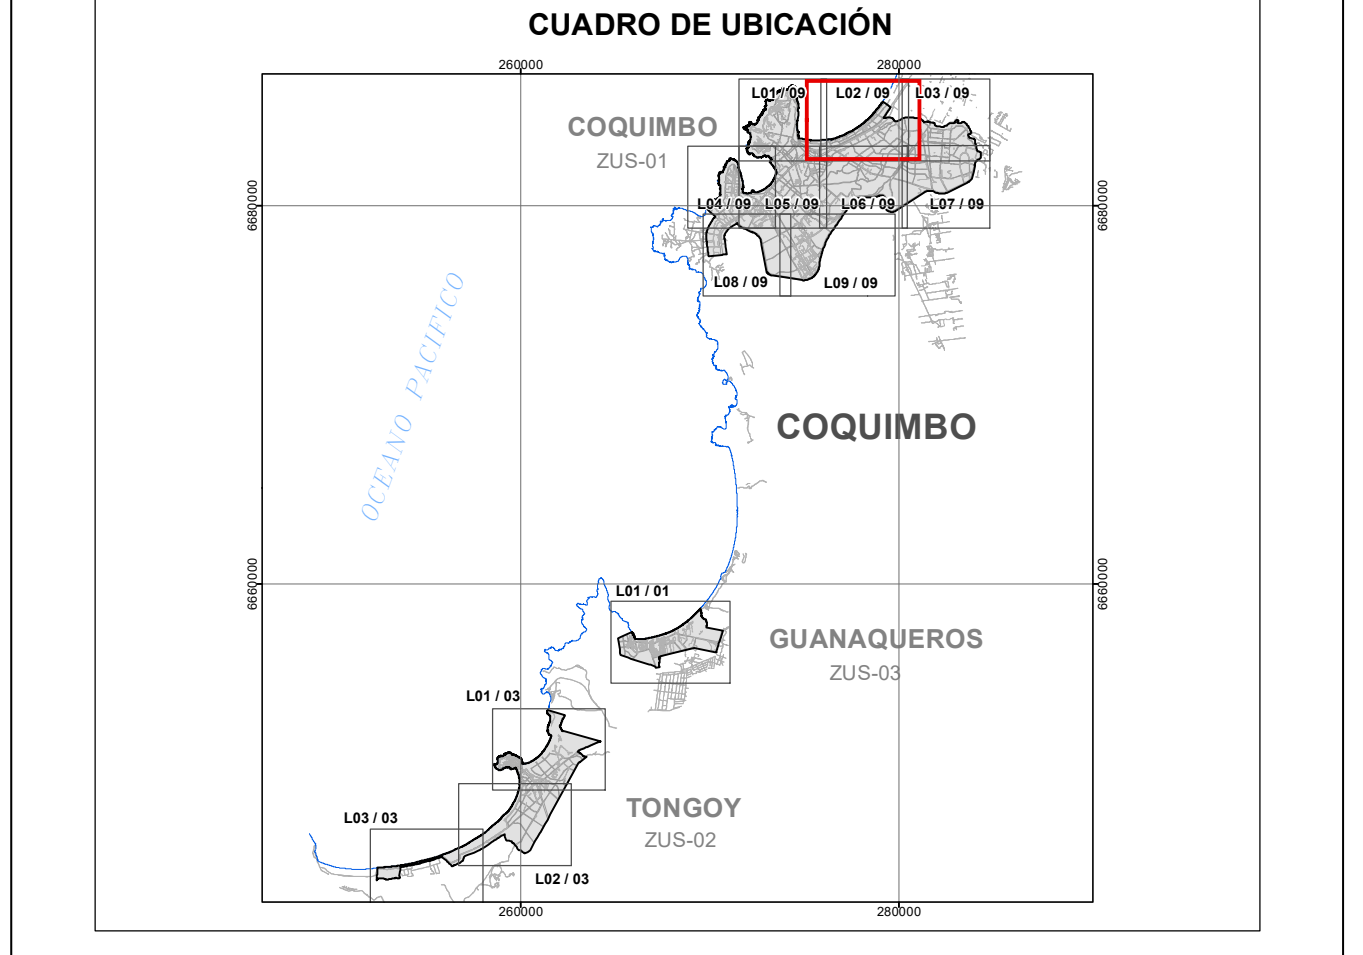 CUADRO DE UBICACIÓN
260000
280000
L01 / 09
L02 / 09
L03 / 09
COQUIMBO
ZUS-01
6680000
6680000
L04 / 09
L05 / 09
L06 / 09
L07 / 09
L08 / 09
L09 / 09
OCEANO PACIFICO
COQUIMBO
6660000
6660000
L01 / 01
GUANAQUEROS
ZUS-03
L01 / 03
TONGOY
ZUS-02
L03 / 03
L02 / 03
260000
280000